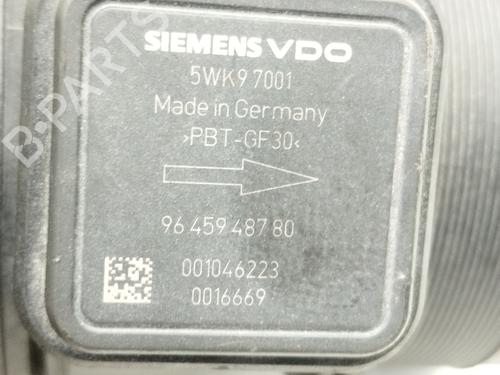 SIEMENS VDO
5WK9 7001
Made in Germany
>PBT-GF30<
96 459 487 80
001046223
0016669
B-PARTS